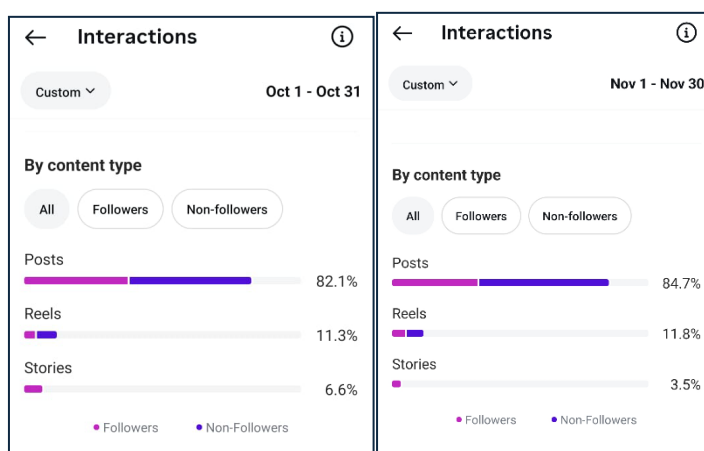 Interactions
Custom
Oct 1 - Oct 31
By content type
All
Followers
Non-followers
Posts
82.1%
Reels
11.3%
Stories
6.6%
Followers
Non-Followers
Interactions
Custom
Nov 1 - Nov 30
By content type
All
Followers
Non-followers
Posts
84.7%
Reels
11.8%
Stories
3.5%
Followers
Non-Followers